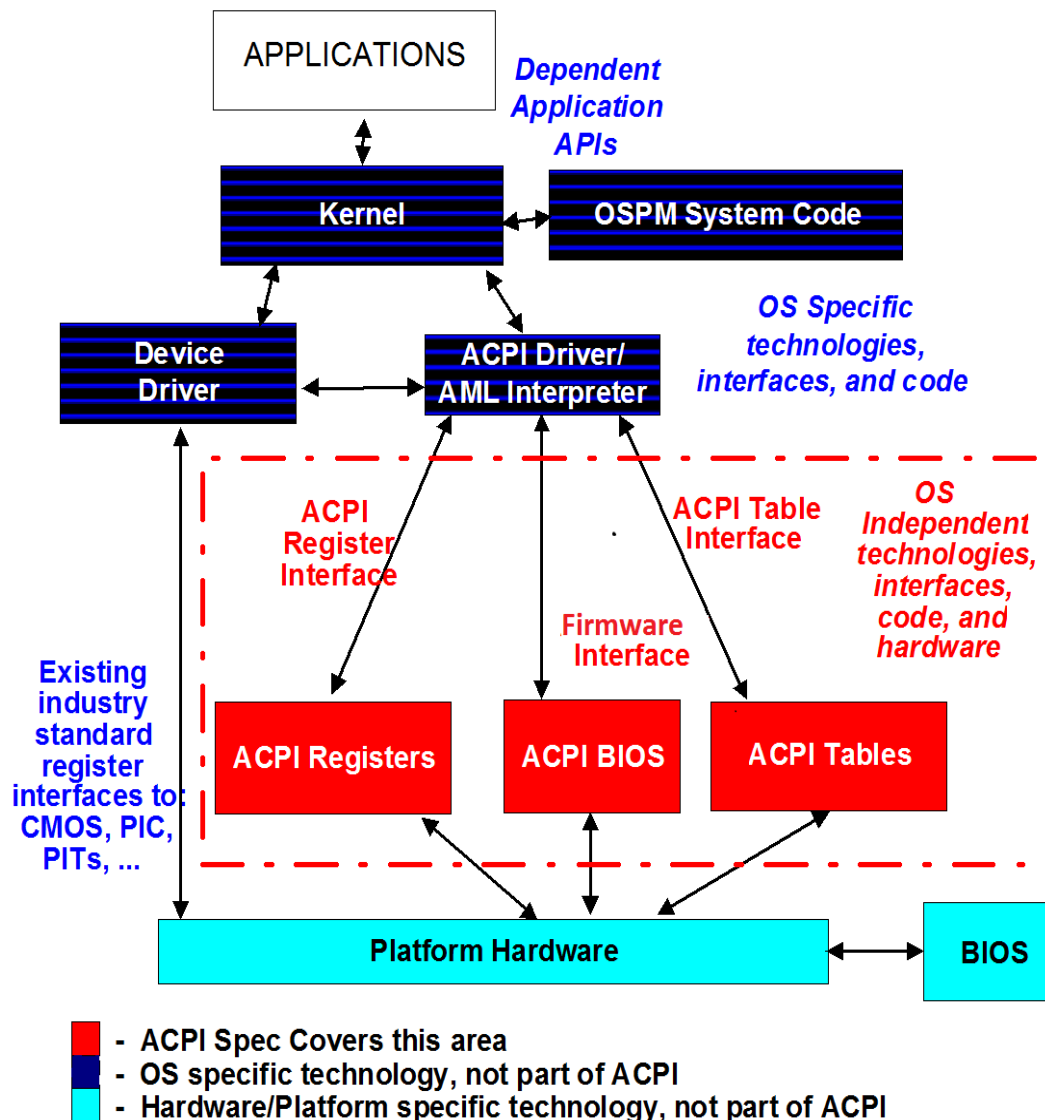 APPLICATIONS
Dependent
Application
APIs
Kernel
OSPM System Code
OS Specific
technologies,
interfaces, and code
Device
Driver
ACPI Driver/
AML Interpreter
ACPI
Register
Interface
ACPI Table
Interface
OS
Independent
technologies,
interfaces,
code, and
hardware
Firmware
Interface
Existing
industry
standard
register
interfaces to:
CMOS, PIC,
PITs, ...
ACPI Registers
ACPI BIOS
ACPI Tables
Platform Hardware
BIOS
- ACPI Spec Covers this area
- OS specific technology, not part of ACPI
- Hardware/Platform specific technology, not part of ACPI